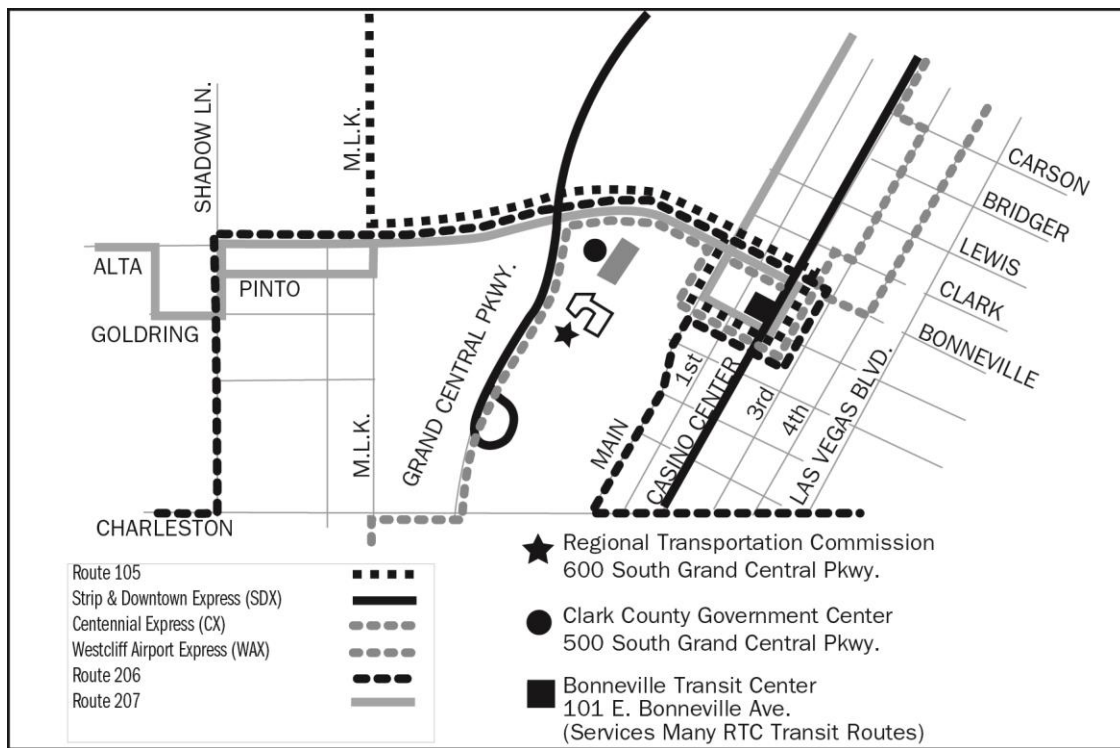 SHADOW LN.
M.L.K.
CARSON
BRIDGER
LEWIS
CLARK
BONNEVILLE
ALTA
PINTO
GOLDRING
GRAND CENTRAL PKWY.
M.L.K.
MAIN
1st
CASINO CENTER
3rd
4th
LAS VEGAS BLVD.
CHARLESTON
Route 105
Strip & Downtown Express (SDX)
Centennial Express (CX)
Westcliff Airport Express (WAX)
Route 206
Route 207
Regional Transportation Commission
600 South Grand Central Pkwy.
Clark County Government Center
500 South Grand Central Pkwy.
Bonneville Transit Center
101 E. Bonneville Ave.
(Services Many RTC Transit Routes)